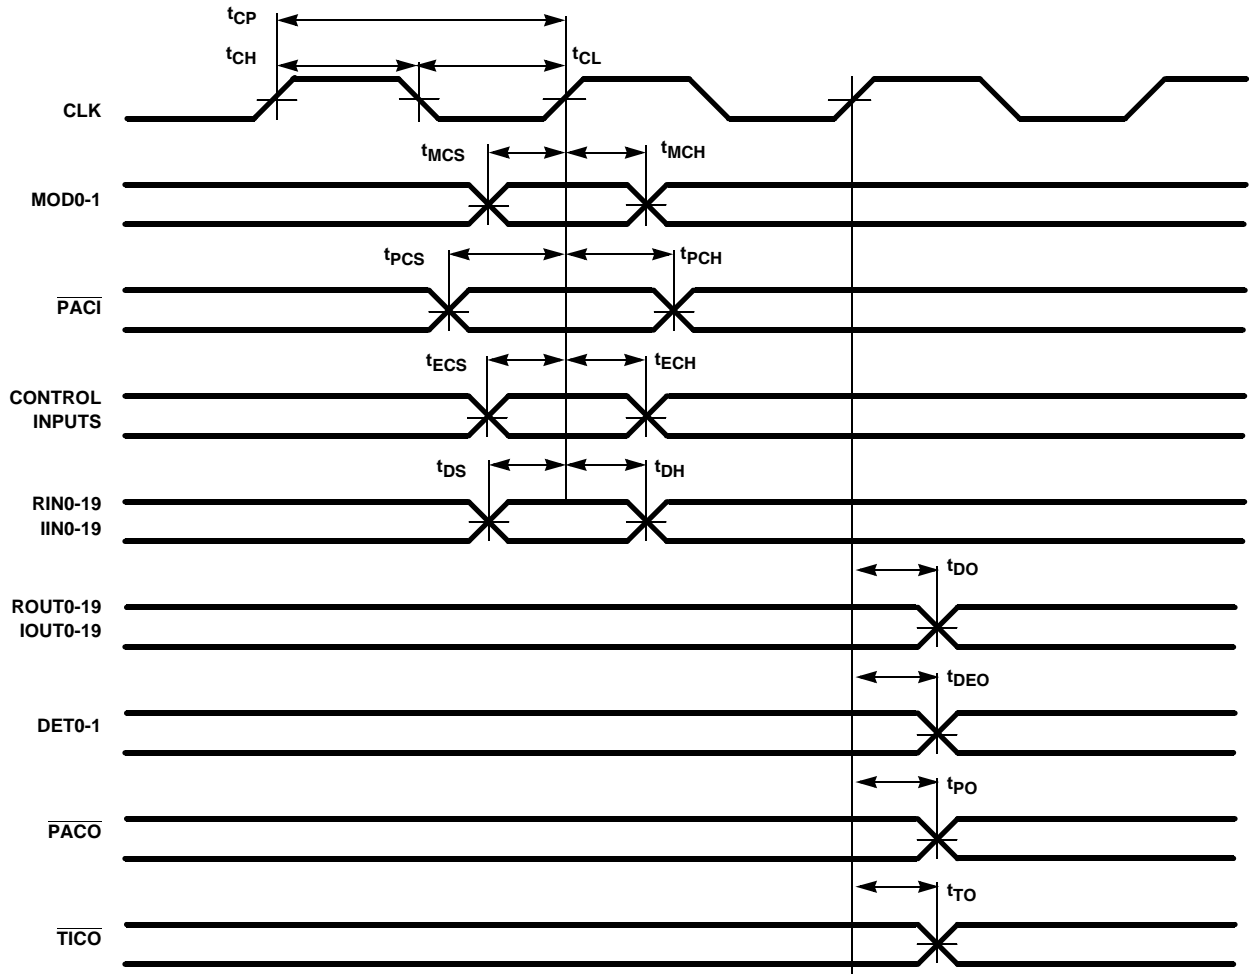 tCP
tCH
tCL
CLK
tMCS
tMCH
MOD0-1
tPCS
tPCH
PACI
tECS
tECH
CONTROL
INPUTS
tDS
tDH
RIN0-19
IIN0-19
tDO
ROUT0-19
IOUT0-19
tDEO
DET0-1
tPO
PACO
tTO
TICO